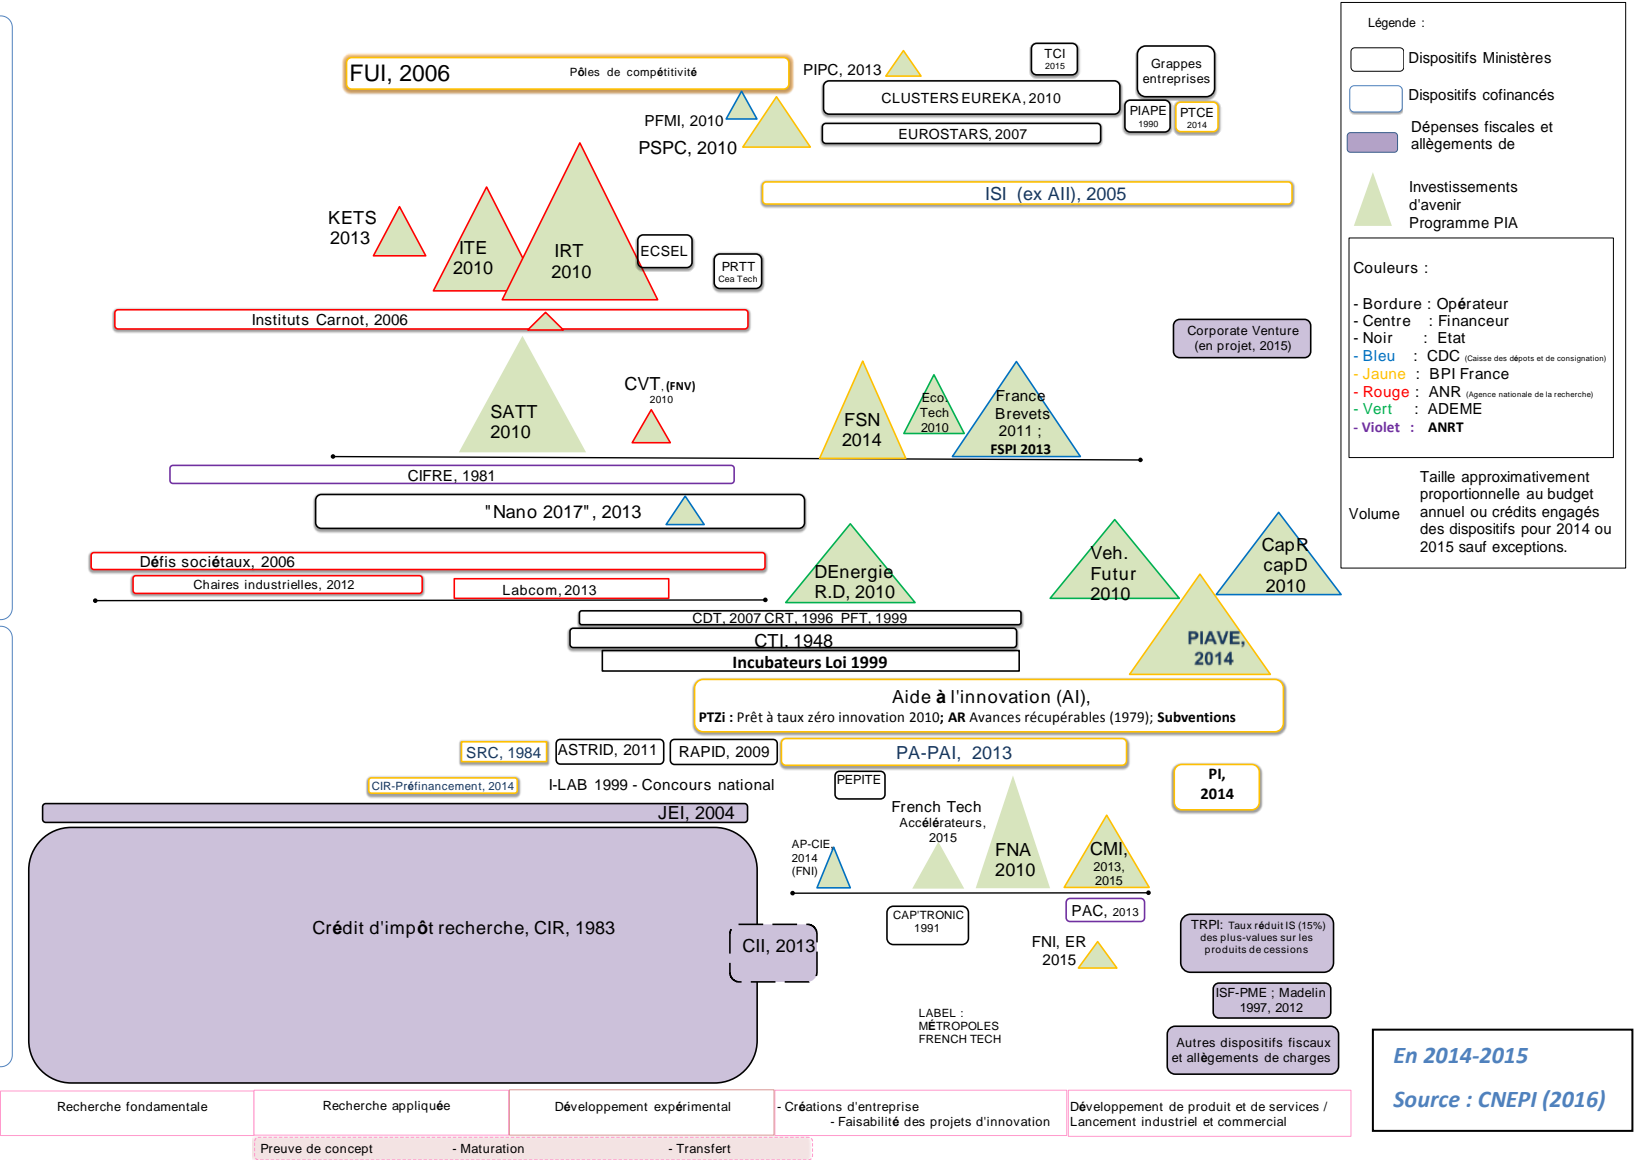 FUI, 2006
Pôles de compétitivité
PIPC, 2013
TCI
2015
Grappes
entreprises
CLUSTERS EUREKA, 2010
PIAPE
1990
PTCE
2014
PFMI, 2010
EUROSTARS, 2007
PSPC, 2010
ISI (ex AII), 2005
KETS
2013
ITE
2010
IRT
2010
ECSEL
PRTT
Cea Tech
Instituts Carnot, 2006
Corporate Venture
(en projet, 2015)
SATT
2010
CVT, (FNV)
2010
FSN
2014
Eco.
Tech
2010
France
Brevets
2011 ;
FSPI 2013
CIFRE, 1981
"Nano 2017", 2013
Défis sociétaux, 2006
Chaires industrielles, 2012
Labcom, 2013
DEnergie
R.D, 2010
Veh.
Futur
2010
CapR
capD
2010
CDT, 2007 CRT, 1996 PFT, 1999
CTI. 1948
Incubateurs Loi 1999
PIAVE,
2014
Aide à l'innovation (AI),
PTZi : Prêt à taux zéro innovation 2010; AR Avances récupérables (1979); Subventions
SRC, 1984
ASTRID, 2011
RAPID, 2009
PA-PAI, 2013
CIR-Préfinancement, 2014
I-LAB 1999 - Concours national
PEPITE
PI,
2014
JEI, 2004
French Tech
Accélérateurs,
2015
AP-CIE,
2014
(FNI)
FNA
2010
CMI,
2013,
2015
Crédit d'impôt recherche, CIR, 1983
CII, 2013
CAP'TRONIC
1991
PAC, 2013
FNI, ER
2015
TRPI: Taux réduit IS (15%)
des plus-values sur les
produits de cessions
ISF-PME ; Madelin
1997, 2012
LABEL :
MÉTROPOLES
FRENCH TECH
Autres dispositifs fiscaux
et allègements de charges
Légende :
Dispositifs Ministères
Dispositifs cofinancés
Dépenses fiscales et
allègements de
Investissements
d'avenir
Programme PIA
Couleurs :
- Bordure : Opérateur
- Centre : Financeur
- Noir : Etat
- Bleu : CDC (Caisse des dépots et de consignation)
- Jaune : BPI France
- Rouge : ANR (Agence nationale de la recherche)
- Vert : ADEME
- Violet : ANRT
Volume
Taille approximativement
proportionnelle au budget
annuel ou crédits engagés
des dispositifs pour 2014 ou
2015 sauf exceptions.
En 2014-2015
Source : CNEPI (2016)
Recherche fondamentale
Recherche appliquée
Développement expérimental
- Créations d'entreprise
- Faisabilité des projets d'innovation
Développement de produit et de services /
Lancement industriel et commercial
Preuve de concept - Maturation - Transfert